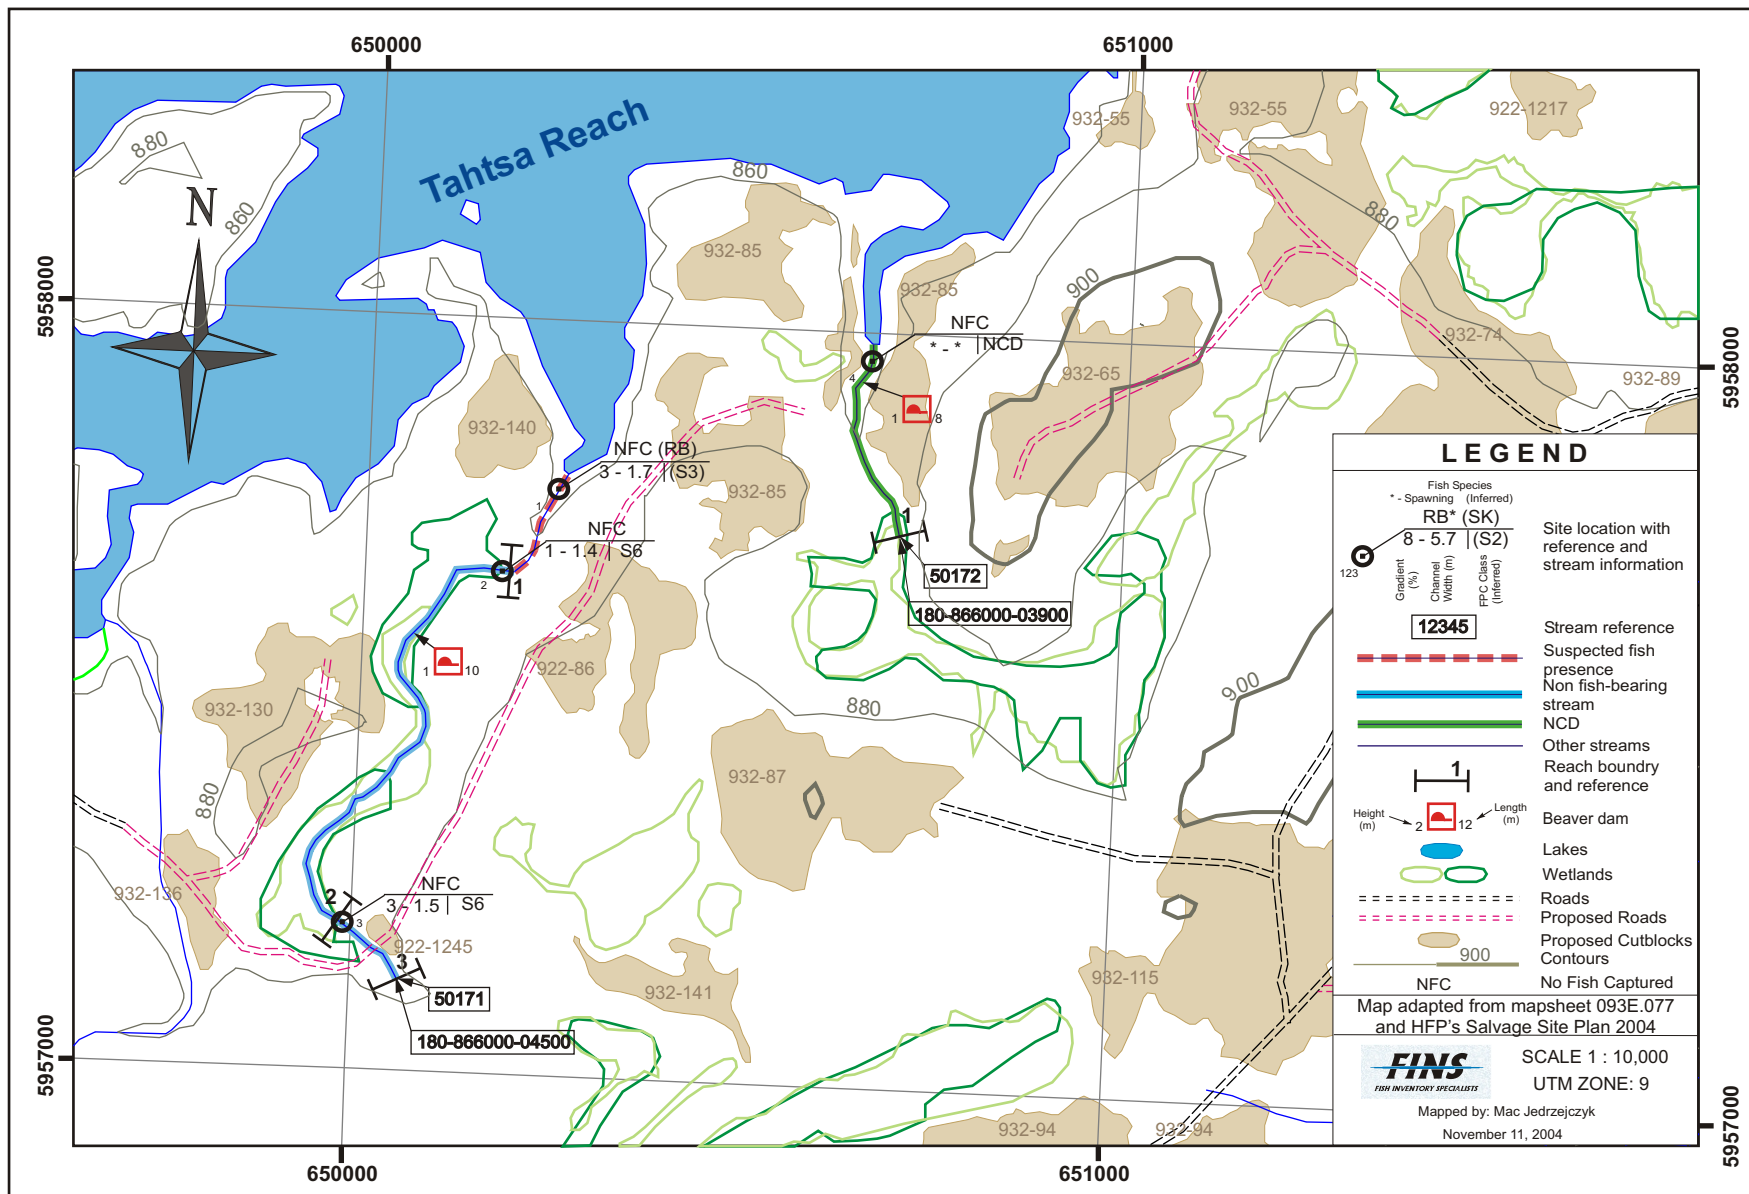 650000
651000
Tahtsa Reach
880
860
N
860
932-55
932-55
922-1217
880
932-85
932-85
900
5958000
5958000
NFC
* - * | NCD
4
1 8
932-65
932-74
932-89
932-140
NFC (RB)
3 - 1.7 | (S3)
1
932-85
NFC
1 - 1.4 | S6
2
1
1
50172
180-866000-03900
1 10
922-86
932-130
880
900
880
932-87
932-136
2
NFC
3 - 1.5 | S6
3
922-1245
3
50171
180-866000-04500
932-141
932-115
932-94
932-94
5957000
5957000
650000
651000
LEGEND
Fish Species
* - Spawning (Inferred)
RB* (SK)
8 - 5.7 | (S2)
123
Gradient (%)
Channel Width (m)
FPC Class (Inferred)
Site location with
reference and
stream information
12345
Stream reference
Suspected fish
presence
Non fish-bearing
stream
NCD
Other streams
1
Reach boundry
and reference
Height (m)
2 12
Length (m)
Beaver dam
Lakes
Wetlands
Roads
Proposed Roads
Proposed Cutblocks
900
Contours
NFC
No Fish Captured
Map adapted from mapsheet 093E.077
and HFP's Salvage Site Plan 2004
FINS
FISH INVENTORY SPECIALISTS
SCALE 1 : 10,000
UTM ZONE: 9
Mapped by: Mac Jedrzejczyk
November 11, 2004